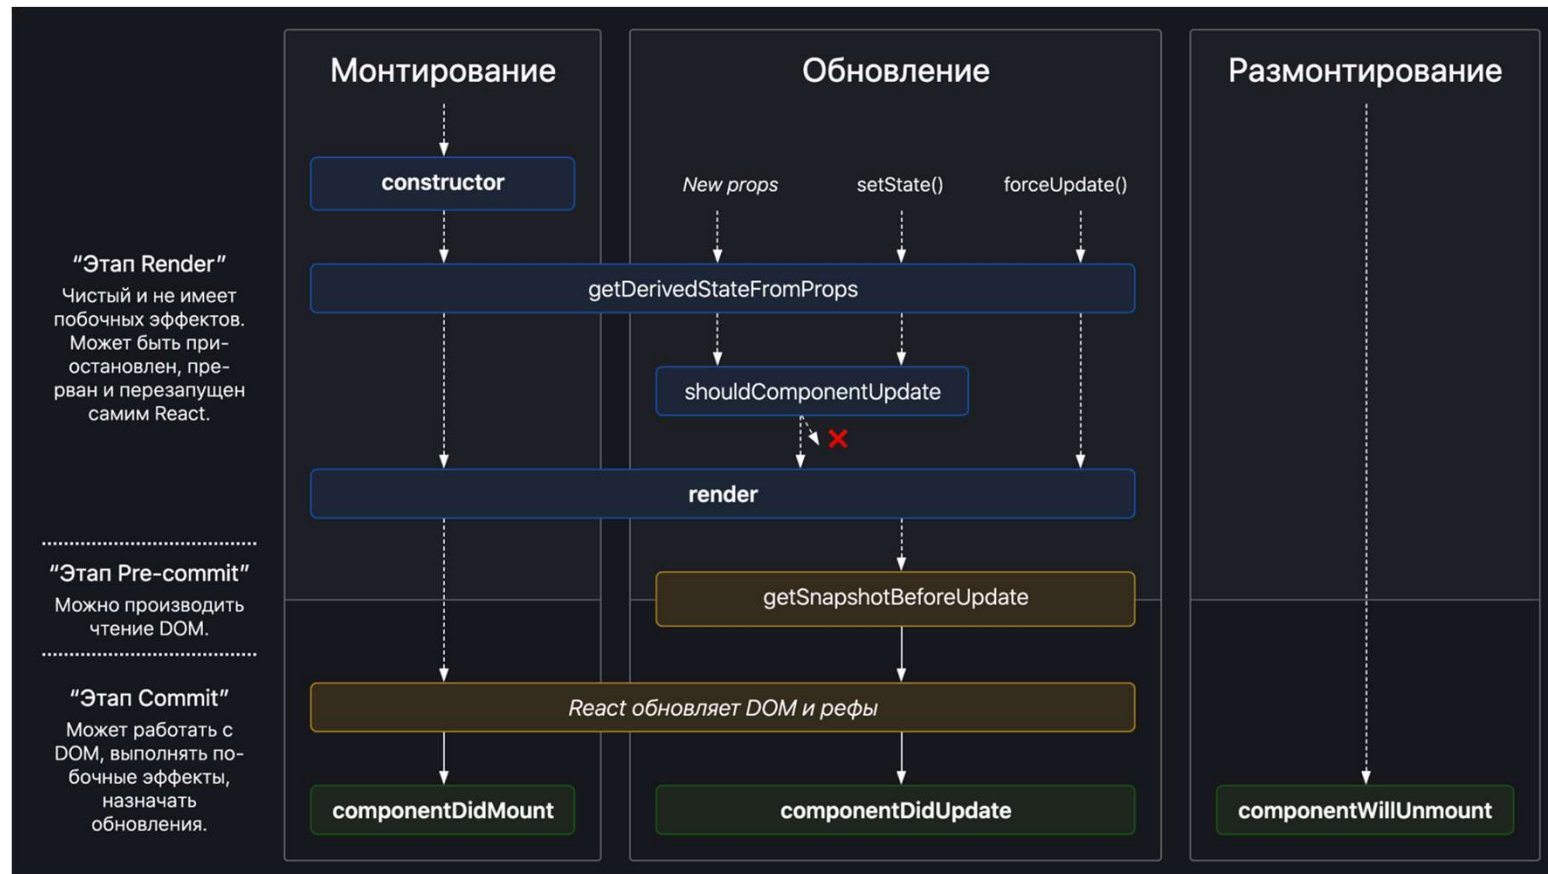 Монтирование
Обновление
Размонтирование
constructor
New props
setState()
forceUpdate()
“Этап Render”
Чистый и не имеет
побочных эффектов.
Может быть при-
остановлен, пре-
рван и перезапущен
самим React.
getDerivedStateFromProps
shouldComponentUpdate
render
“Этап Pre-commit”
Можно производить
чтение DOM.
getSnapshotBeforeUpdate
“Этап Commit”
Может работать с
DOM, выполнять по-
бочные эффекты,
назначать
обновления.
React обновляет DOM и рефы
componentDidMount
componentDidUpdate
componentWillUnmount